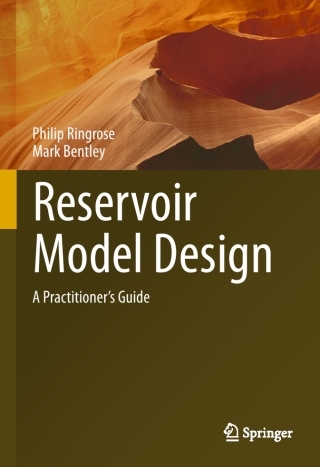 Philip Ringrose
Mark Bentley
Reservoir
Model Design
A Practitioner’s Guide
Springer